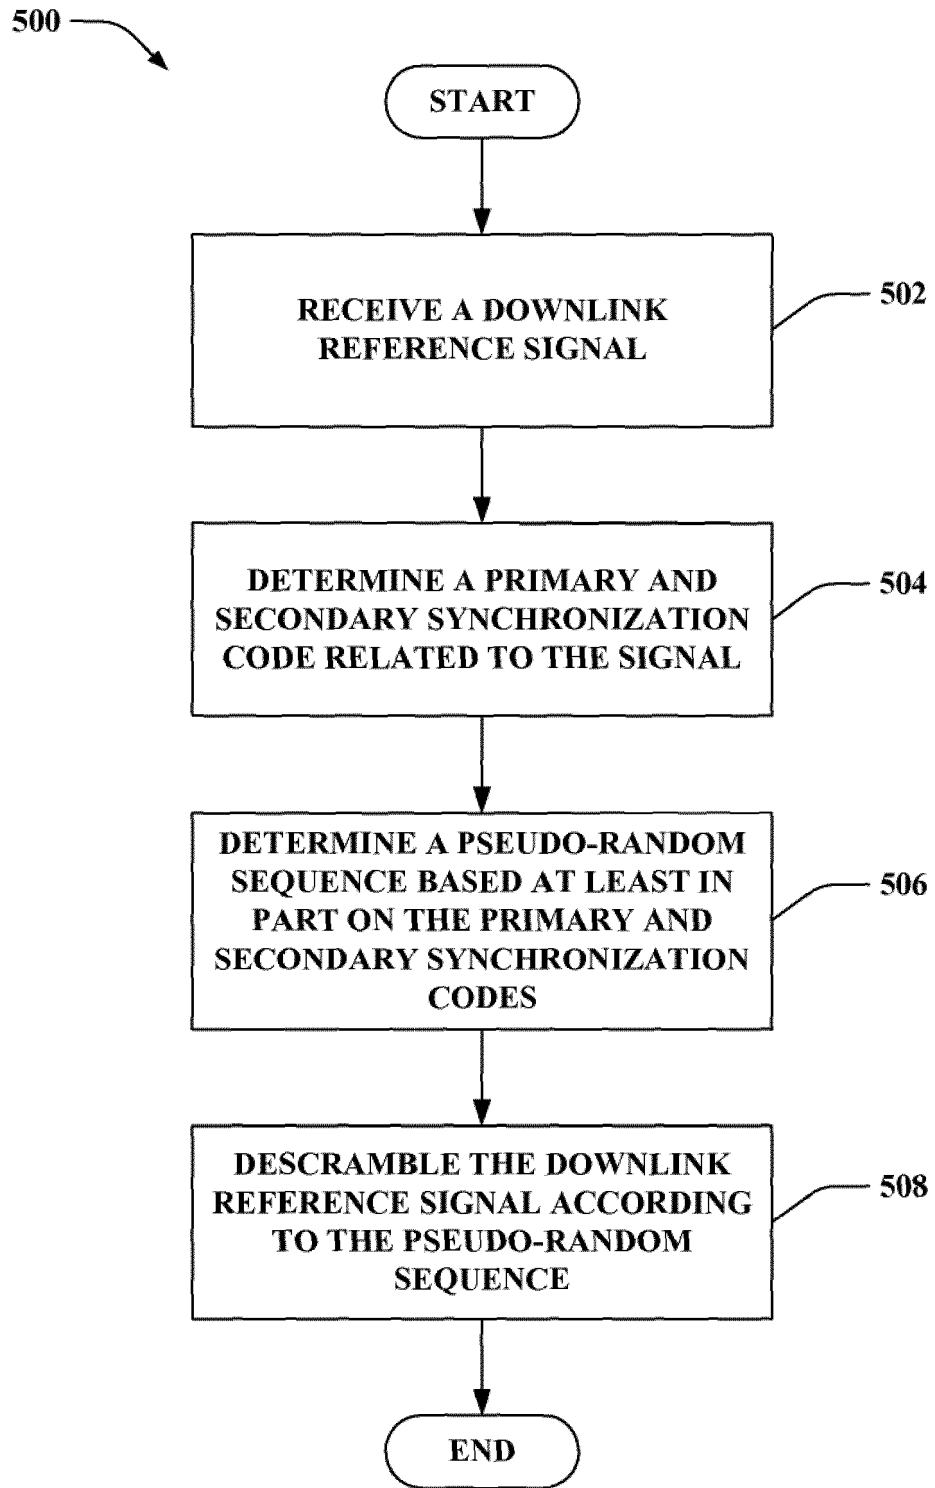 500
START
RECEIVE A DOWNLINK
REFERENCE SIGNAL
502
DETERMINE A PRIMARY AND
SECONDARY SYNCHRONIZATION
CODE RELATED TO THE SIGNAL
504
DETERMINE A PSEUDO-RANDOM
SEQUENCE BASED AT LEAST IN
PART ON THE PRIMARY AND
SECONDARY SYNCHRONIZATION
CODES
506
DESCRAMBLE THE DOWNLINK
REFERENCE SIGNAL ACCORDING
TO THE PSEUDO-RANDOM
SEQUENCE
508
END